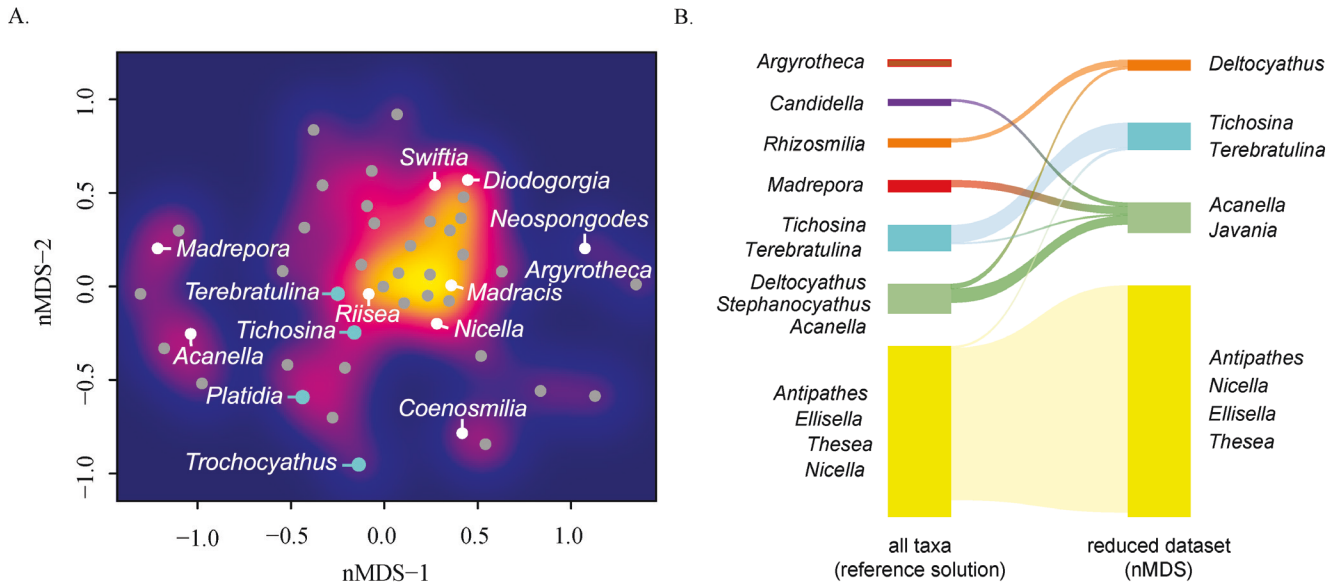 A.
1.0
0.5
0.0
−0.5
−1.0
nMDS−2
−1.0
−0.5
0.0
0.5
1.0
nMDS−1
Swiftia
Diodogorgia
Neospongodes
Madrepora
Argyrotheca
Terebratulina
Madracis
Riisea
Tichosina
Nicella
Acanella
Platidia
Coenosmilia
Trochocyathus
B.
Argyrotheca
Candidella
Rhizosmilia
Madrepora
Tichosina
Terebratulina
Deltocyathus
Stephanocyathus
Acanella
Antipathes
Ellisella
Thesea
Nicella
all taxa
(reference solution)
Deltocyathus
Tichosina
Terebratulina
Acanella
Javania
Antipathes
Nicella
Ellisella
Thesea
reduced dataset
(nMDS)